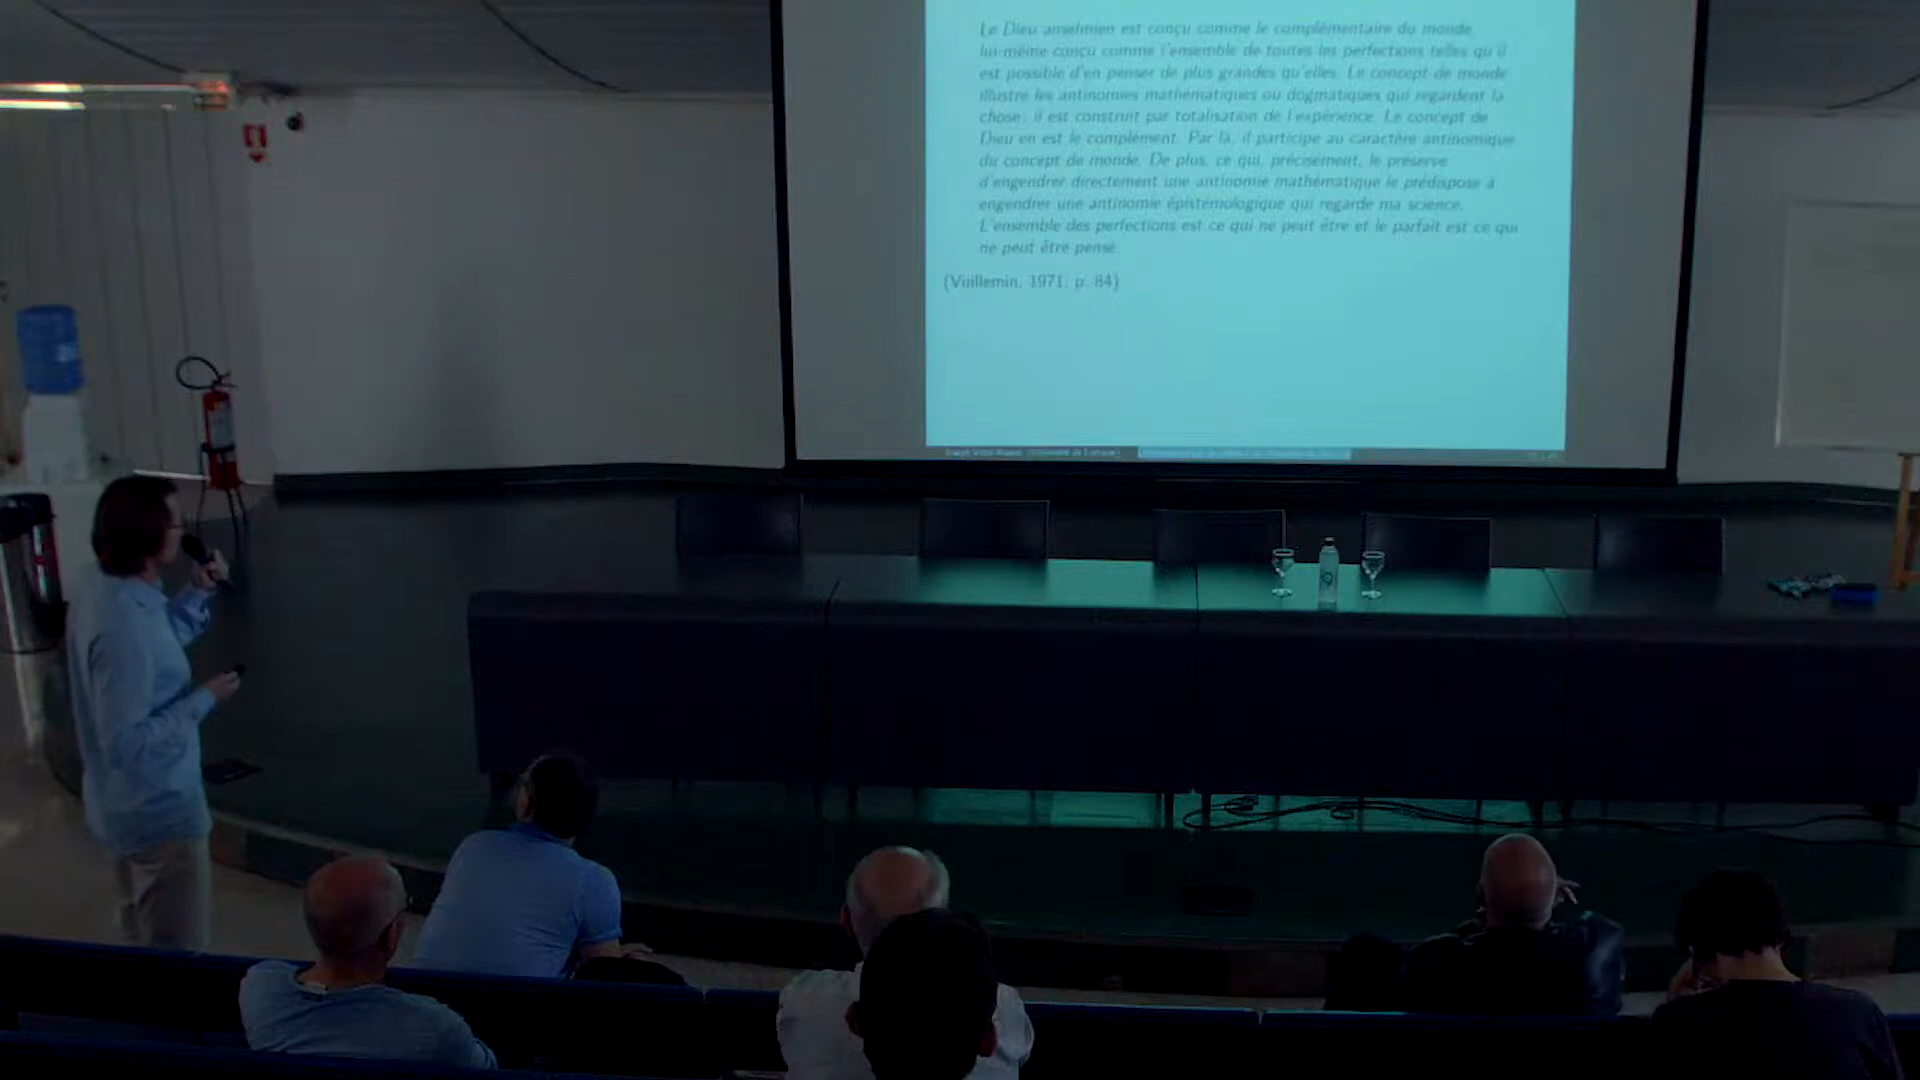 Le Dieu anselmien est conçu comme le complémentaire du monde,
lui-même conçu comme l'ensemble de toutes les perfections telles qu'il
est possible d'en penser de plus grandes qu'elles. Le concept de monde
illustre les antinomies mathématiques ou dogmatiques qui regardent la
chose; il est construit par totalisation de l'expérience. Le concept de
Dieu en est le complément. Par là, il participe au caractère antinomique
du concept de monde. De plus, ce qui, précisément, le préserve
d'engendrer directement une antinomie mathématique le prédispose à
engendrer une antinomie épistémologique qui regarde ma science.
L'ensemble des perfections est ce qui ne peut être et le parfait est ce qui
ne peut être pensé.
(Vuillemin, 1971, p. 84)